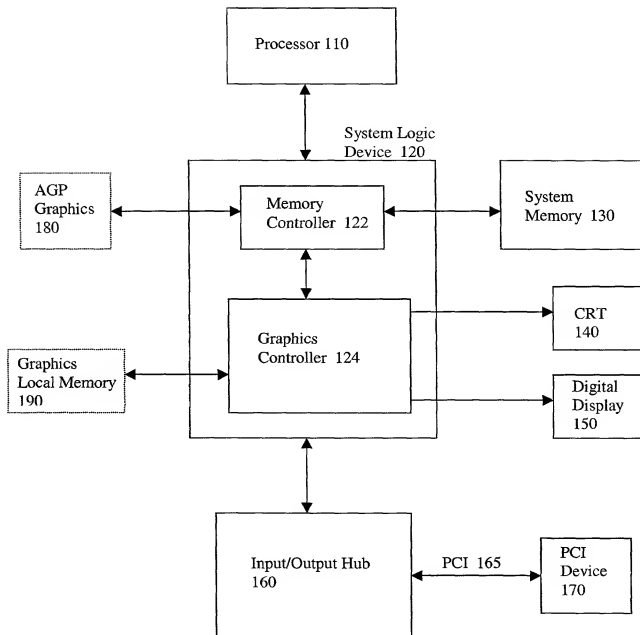 Processor 110
System Logic
Device 120
AGP
Graphics
180
Memory
Controller 122
System
Memory 130
Graphics
Controller 124
CRT
140
Graphics
Local Memory
190
Digital
Display
150
Input/Output Hub
160
PCI 165
PCI
Device
170